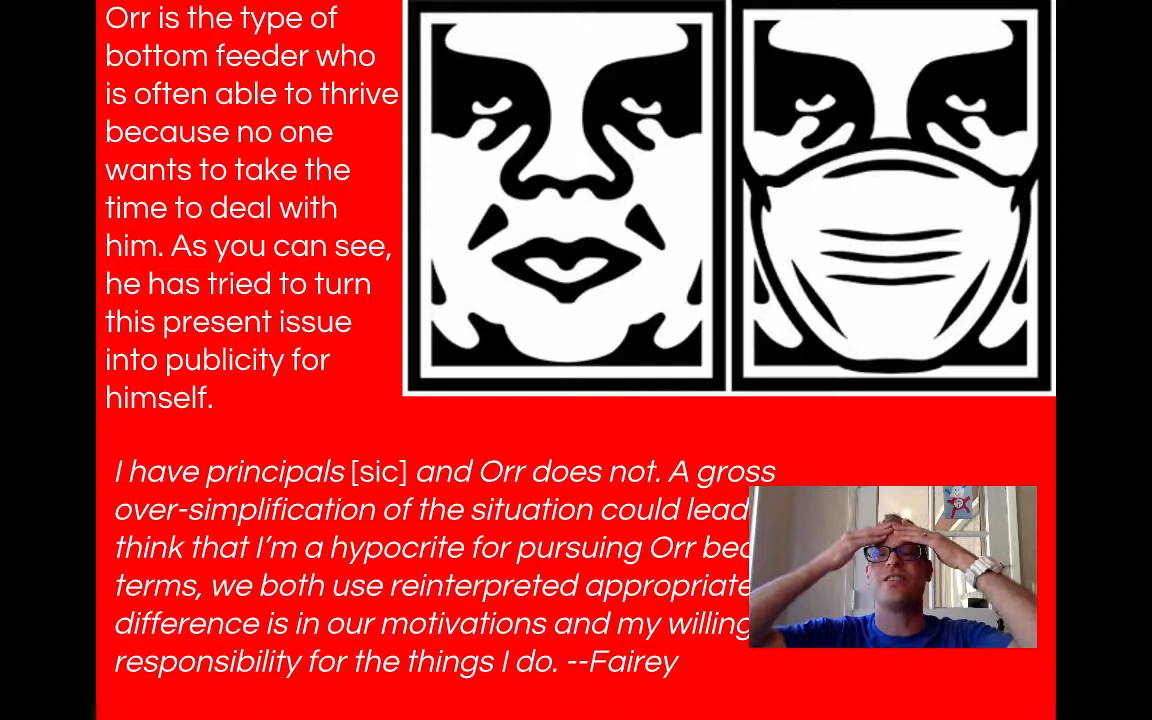 Orr is the type of
bottom feeder who
is often able to thrive
because no one
wants to take the
time to deal with
him. As you can see,
he has tried to turn
this present issue
into publicity for
himself.
I have principals [sic] and Orr does not. A gross
over-simplification of the situation could lead
think that I'm a hypocrite for pursuing Orr
terms, we both use reinterpreted
difference is in our motivations and my
responsibility for the things I do. --Fairey